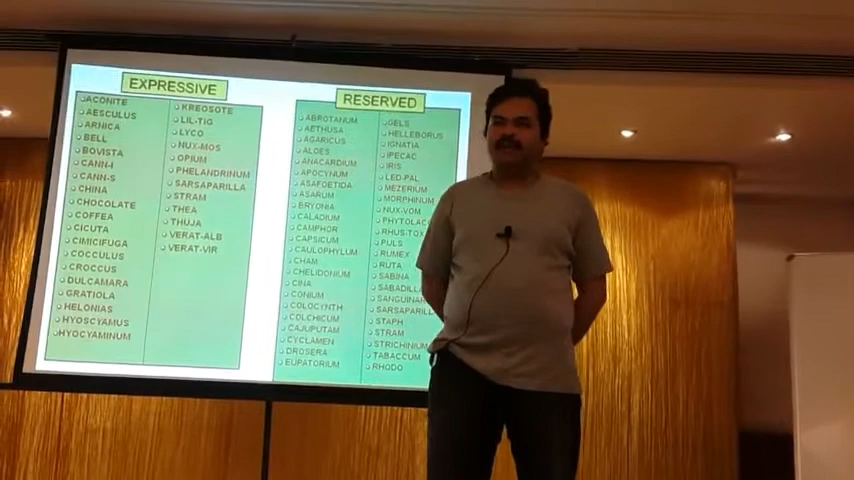 EXPRESSIVE
ACONITE
AESCULUS
ARNICA
BELL
BOVISTA
CANN
CANN-S
CHINA
CHOCOLATE
COFFEA
CICUTA
CIMICIFUGA
COCCULUS
CROCUS
DULCAMARA
GRATIOLA
HELONIAS
HYOSCYAMUS
HYOCYAMINUM
KREOSOTE
LIL-TIG
LYCO
NUX-MOS
OPIUM
PHELANDRINUM
SARSAPARILLA
STRAM
THEA
THUJA
VERAT-ALB
VERAT-VIR
RESERVED
ABROTANUM
AETHUSA
AGARICUS
ALOES
ANACARDIUM
APOCYNUM
ASAFOETIDA
ASARUM
BRYONIA
CALADIUM
CAMPHOR
CAPSICUM
CAULOPHYLLUM
CHAM
CHELIDONIUM
CINA
CONIUM
COLOCYNTH
COLCHICUM
CAJUPUTAM
CYCLAMEN
DROSERA
EUPATORIUM
GELS
HELLEBORUS
IGNATIA
IPECAC
IRIS
LED-PAL
MEZERIUM
MORPHINUM
NUX-VOM
RHUS-TOX
PULS
RUMEX
RUTA
SABINA
STAPH
STRAM
TABACCUM
RHODO